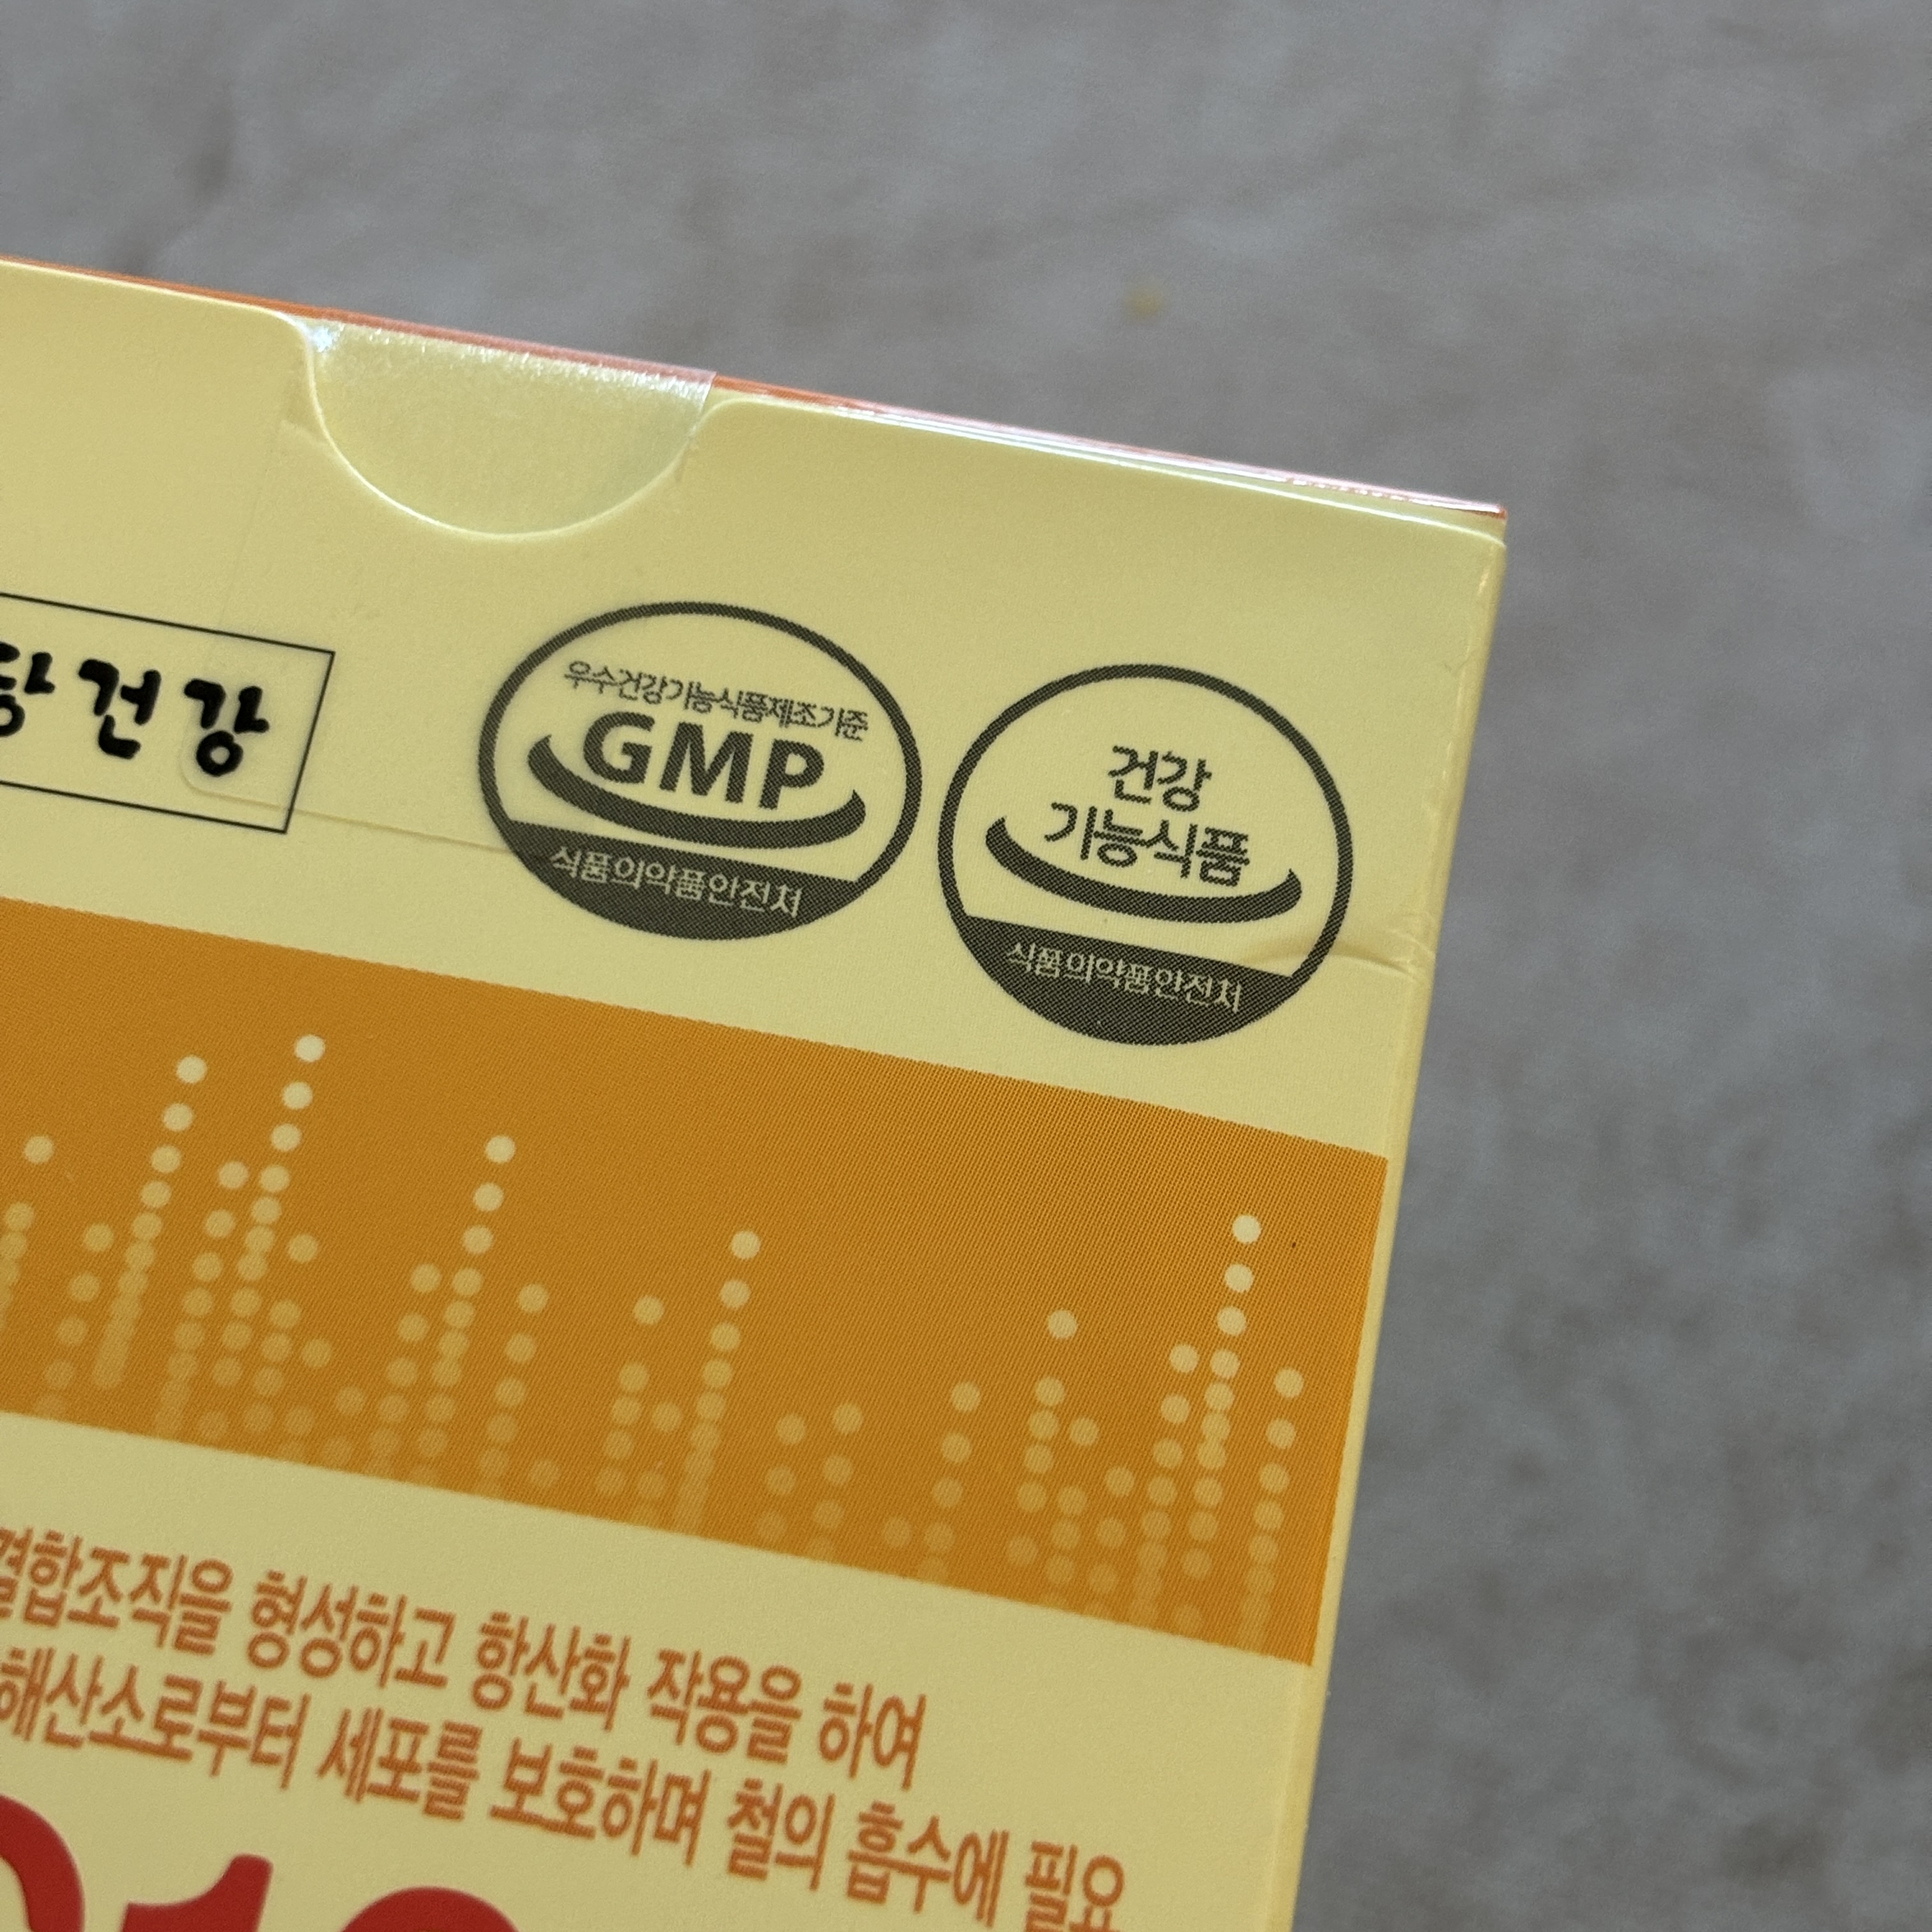 건강
우수건강기능식품제조기준
GMP
식품의약품안전처
건강
기능식품
식품의약품안전처
결합조직을 형성하고 항산화 작용을 하여
해산소로부터 세포를 보호하며 철의 흡수에 필요